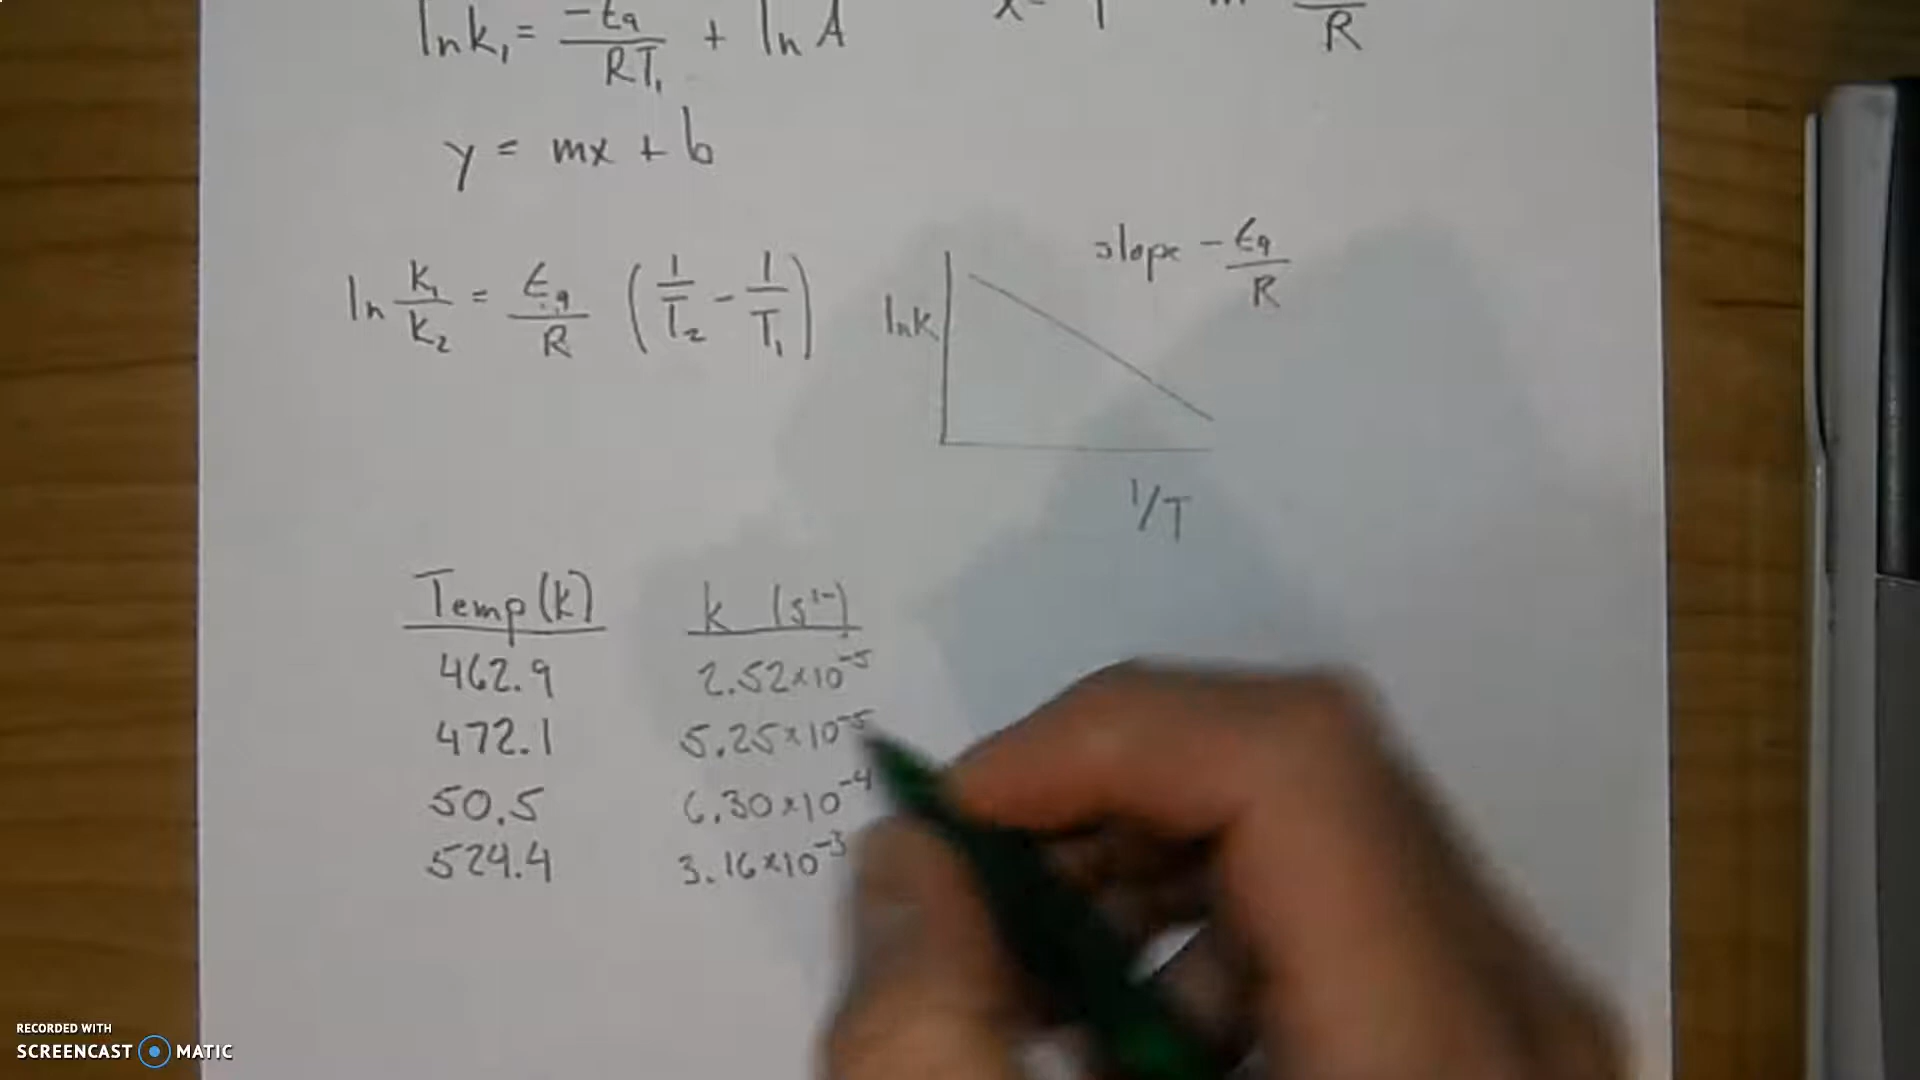 ln k₁ = -Ea/RT₁ + ln A
R
y = mx + b
slope - Ea/R
ln k₁/k₂ = Ea/R (1/T₂ - 1/T₁)
lnk
1/T
Temp (k) k (s¹⁻)
462.9 2.52×10⁻⁵
472.1 5.25×10⁻⁵
50.5 6.30×10⁻⁴
524.4 3.16×10⁻³
RECORDED WITH
SCREENCAST MATIC